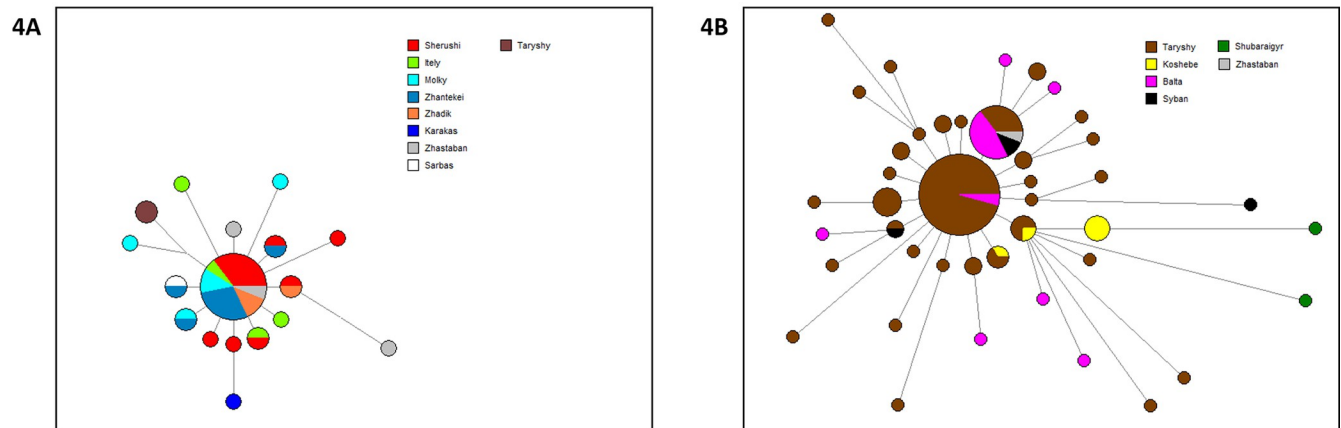 4A
Sherushi Taryshy
Itely
Molky
Zhantekei
Zhadik
Karakas
Zhastaban
Sarbas
4B
Taryshy Shubaraigyr
Koshebe Zhastaban
Balta
Syban